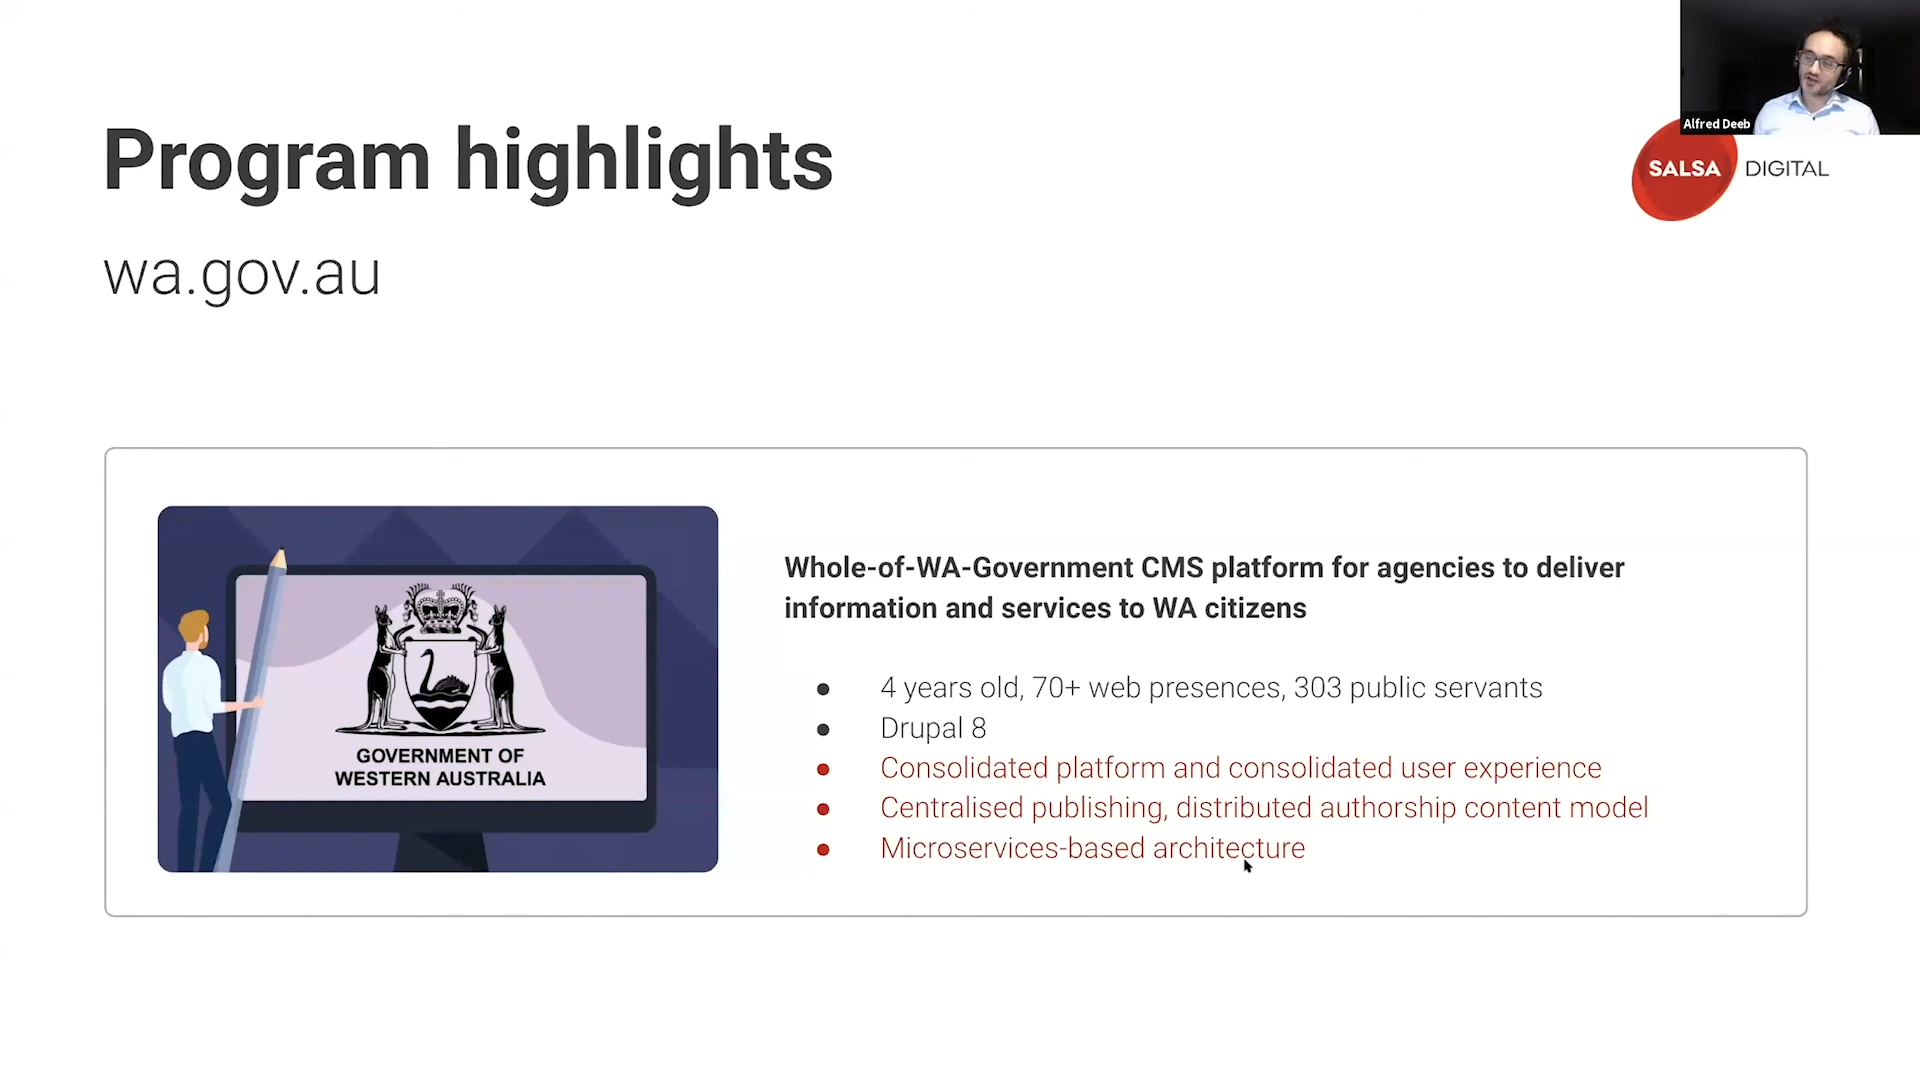 Alfred Deeb
Program highlights
SALSA DIGITAL
wa.gov.au
Whole-of-WA-Government CMS platform for agencies to deliver
information and services to WA citizens
GOVERNMENT OF
WESTERN AUSTRALIA
● 4 years old, 70+ web presences, 303 public servants
● Drupal 8
● Consolidated platform and consolidated user experience
● Centralised publishing, distributed authorship content model
● Microservices-based architecture